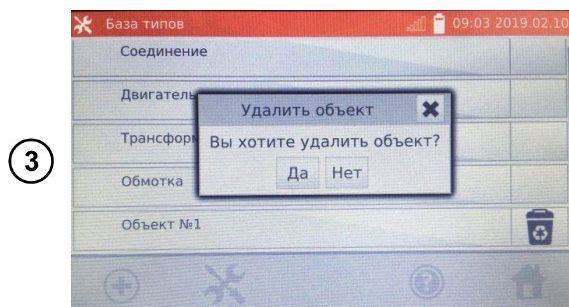 База типов
09:03 2019.02.10
Соединение
Двигатель
Удалить объект
Трансформ
Вы хотите удалить объект?
3
Да Нет
Обмотка
Объект №1